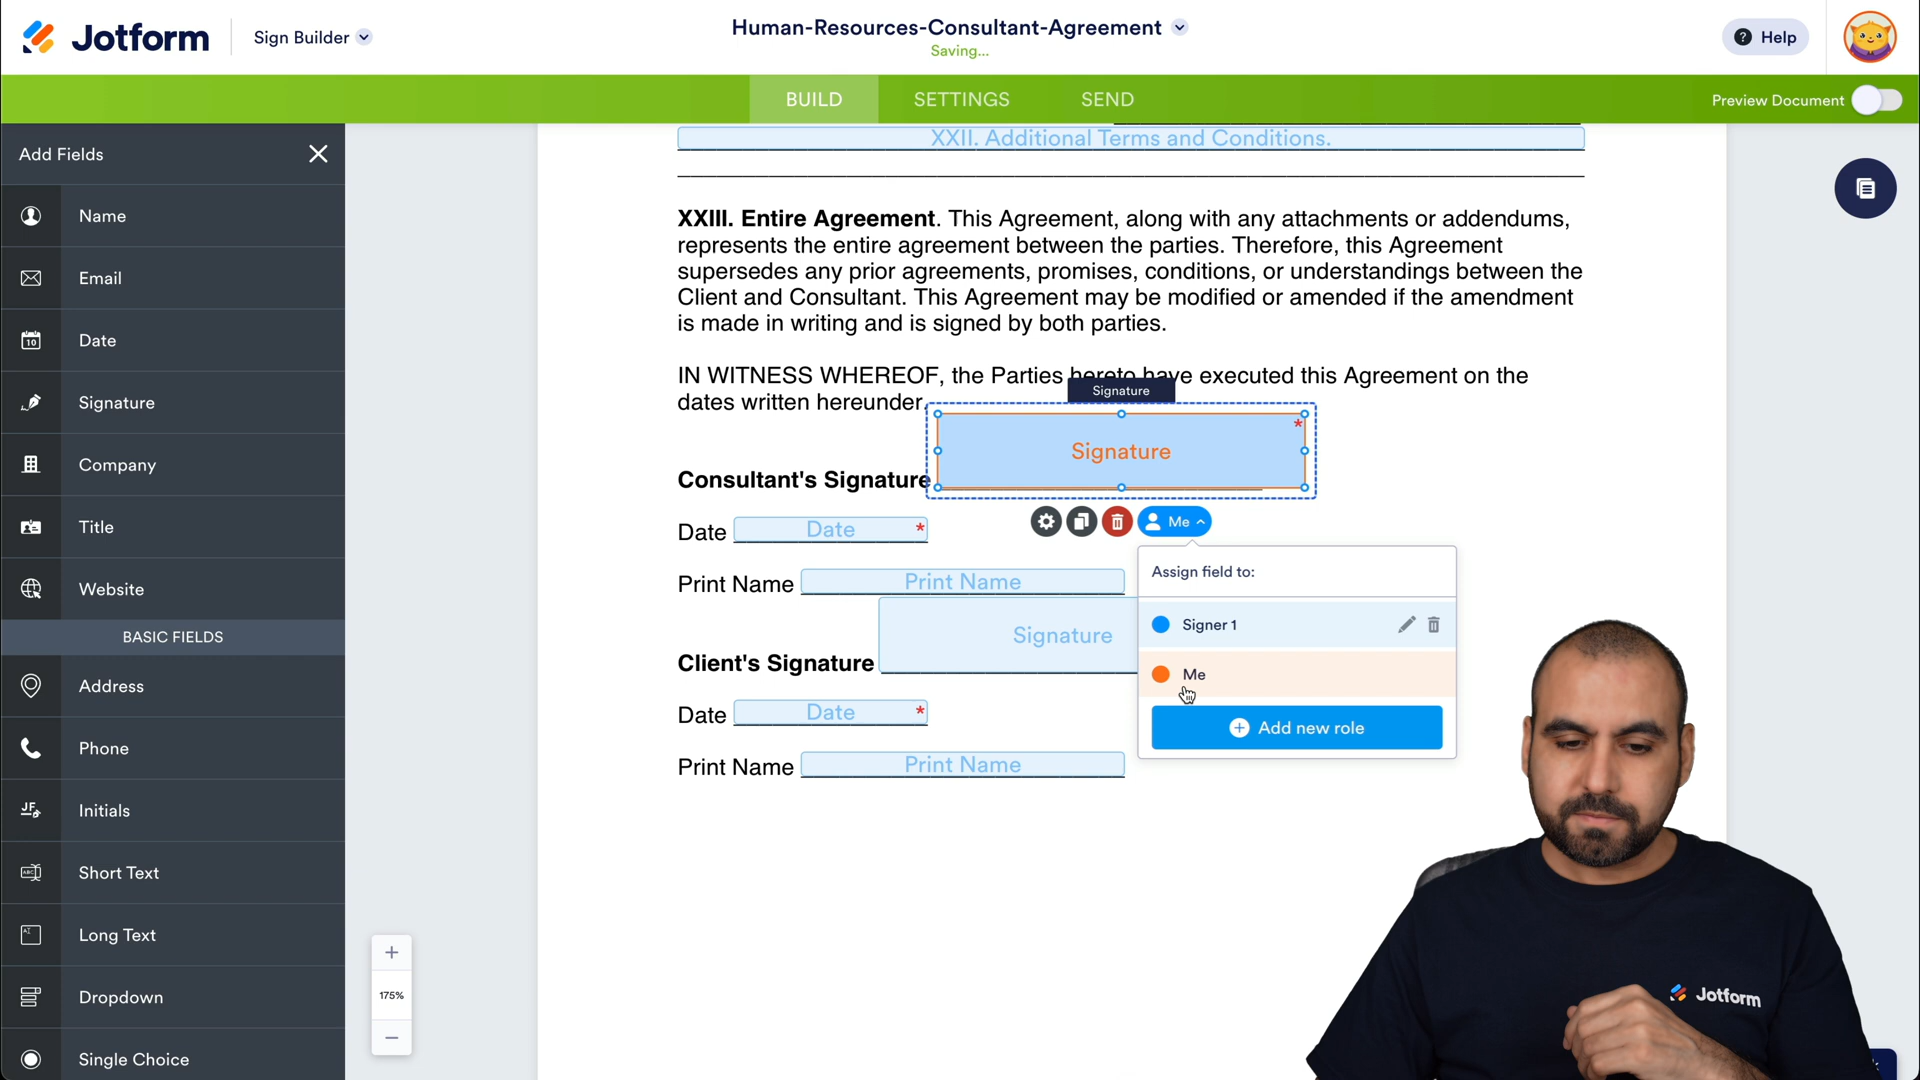 Jotform
Sign Builder
Human-Resources-Consultant-Agreement
Saving...
Help
BUILD
SETTINGS
SEND
Preview Document
Add Fields
Name
Email
Date
Signature
Company
Title
Website
BASIC FIELDS
Address
Phone
Initials
Short Text
Long Text
Dropdown
Single Choice
XXII. Additional Terms and Conditions.
XXIII. Entire Agreement. This Agreement, along with any attachments or addendums,
represents the entire agreement between the parties. Therefore, this Agreement
supersedes any prior agreements, promises, conditions, or understandings between the
Client and Consultant. This Agreement may be modified or amended if the amendment
is made in writing and is signed by both parties.
IN WITNESS WHEREOF, the Parties hereto have executed this Agreement on the
dates written hereunder.
Signature
Signature *
Consultant's Signature
Date Date *
Me
Print Name Print Name
Assign field to:
Signer 1
Signature
Client's Signature
Me
Date Date *
Add new role
Print Name Print Name
175%
Jotform